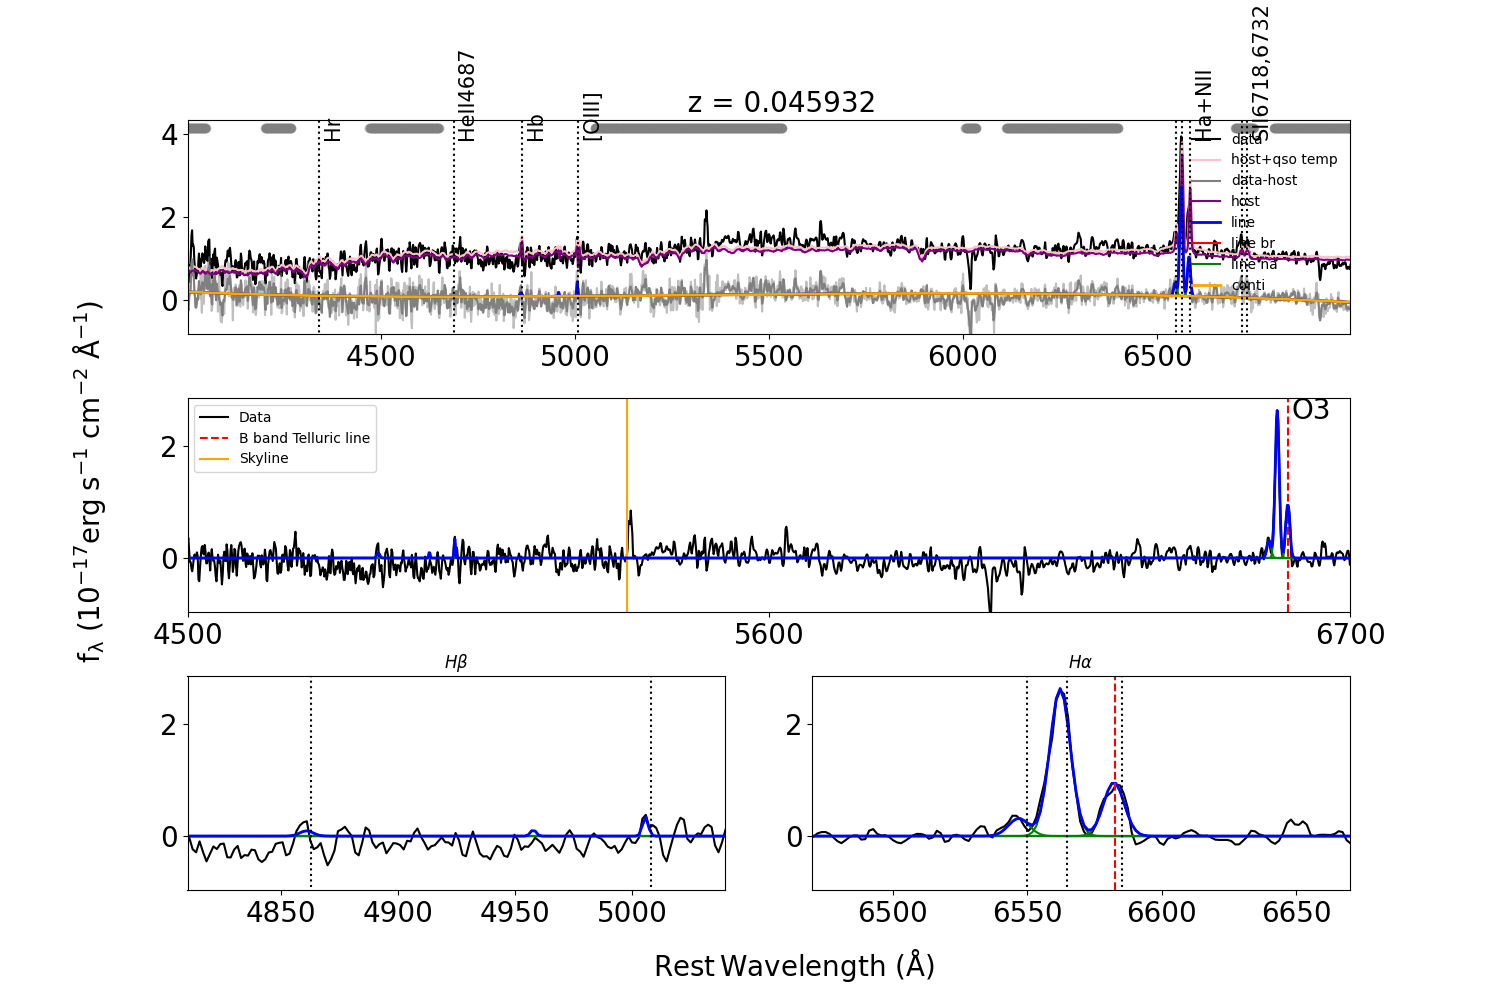 z = 0.045932
Hr
HeII4687
Hb
[OIII]
Ha+NII
SII6718,6732
data
host+qso temp
data-host
host
line
line br
line na
conti
4
2
0
4500
5000
5500
6000
6500
Data
B band Telluric line
Skyline
O3
2
0
4500
5600
6700
fλ (10⁻¹⁷erg s⁻¹ cm⁻² Å⁻¹)
Hβ
2
0
4850
4900
4950
5000
Hα
2
0
6500
6550
6600
6650
Rest Wavelength (Å)